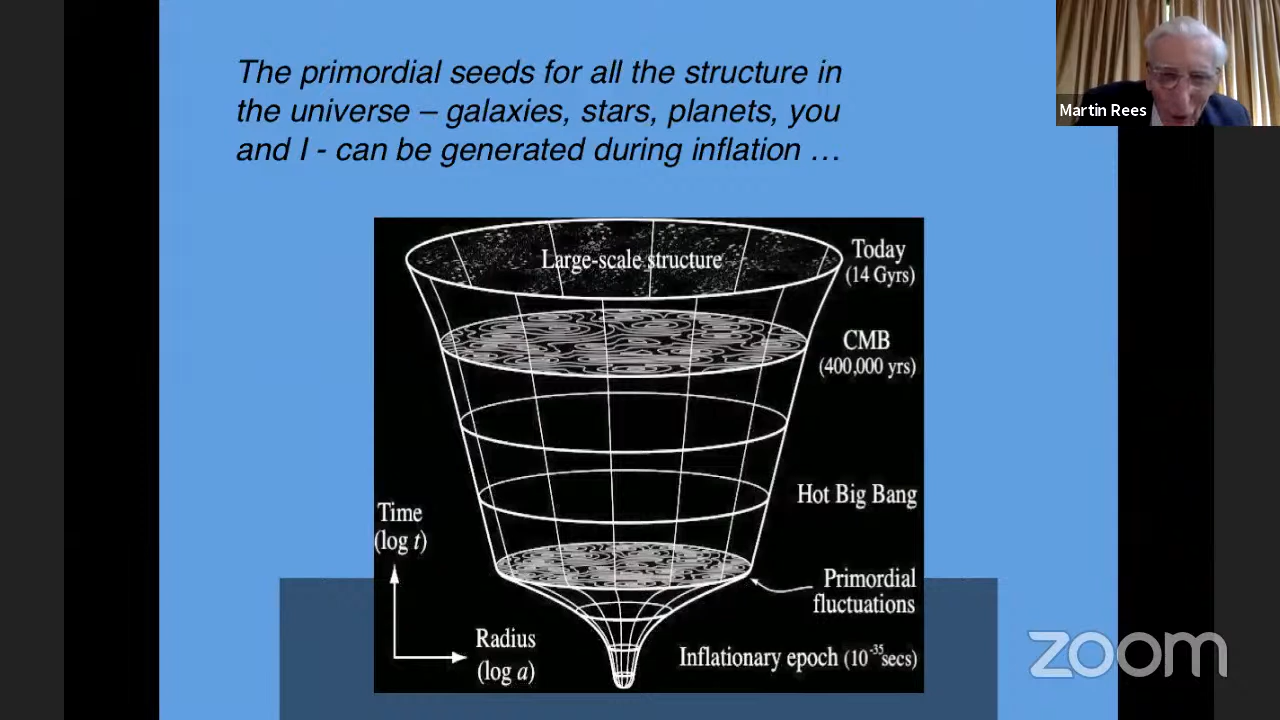 The primordial seeds for all the structure in
the universe – galaxies, stars, planets, you
and I - can be generated during inflation …
Martin Rees
Large-scale structure
Today
(14 Gyrs)
CMB
(400,000 yrs)
Hot Big Bang
Time
(log t)
Primordial
fluctuations
Radius
(log a)
Inflationary epoch (10⁻³⁵secs)
zoom